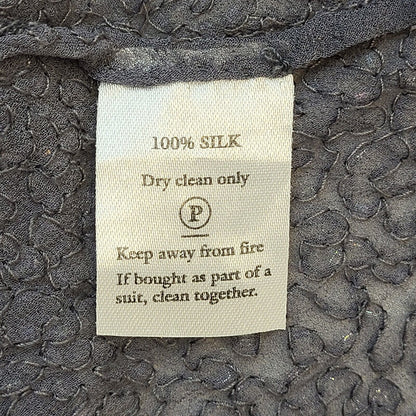 100% SILK
Dry clean only
P
Keep away from fire
If bought as part of a
suit, clean together.